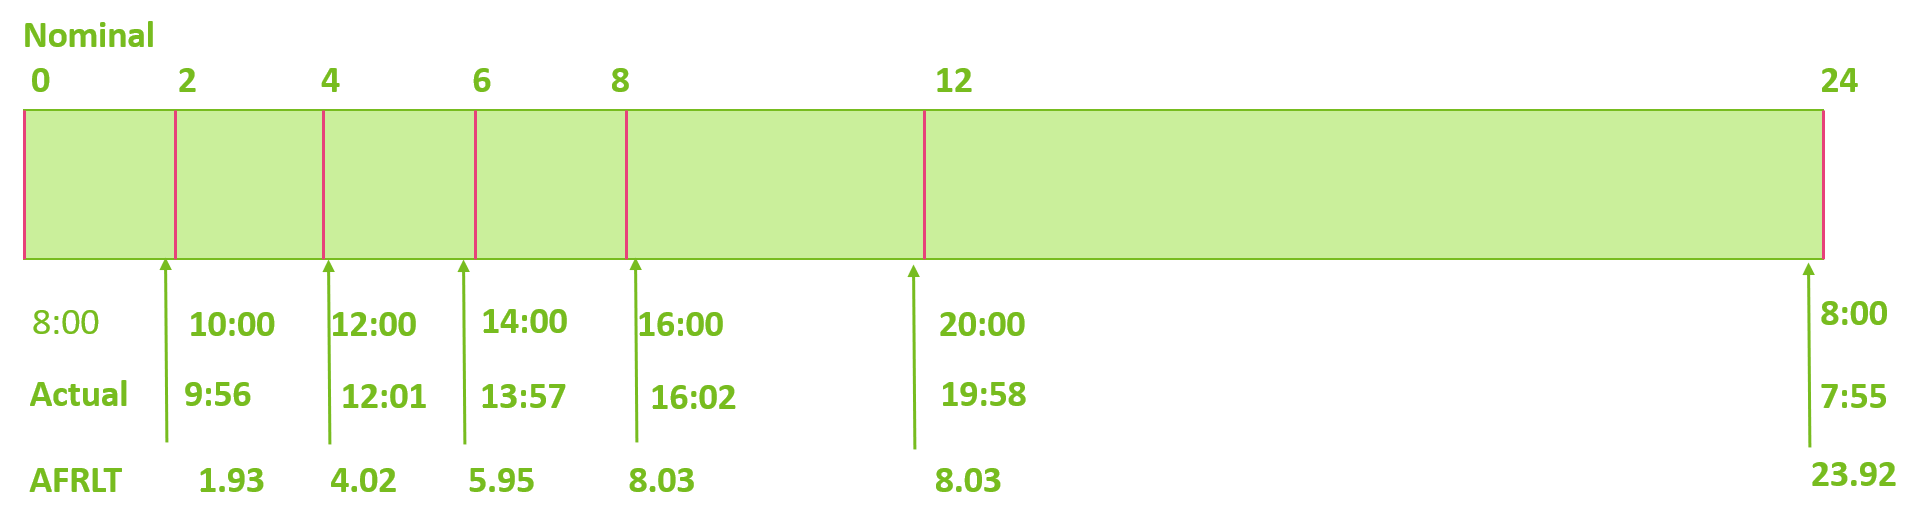 Nominal
0 2 4 6 8 12 24
8:00 10:00 12:00 14:00 16:00 20:00 8:00
Actual 9:56 12:01 13:57 16:02 19:58 7:55
AFRLT 1.93 4.02 5.95 8.03 8.03 23.92